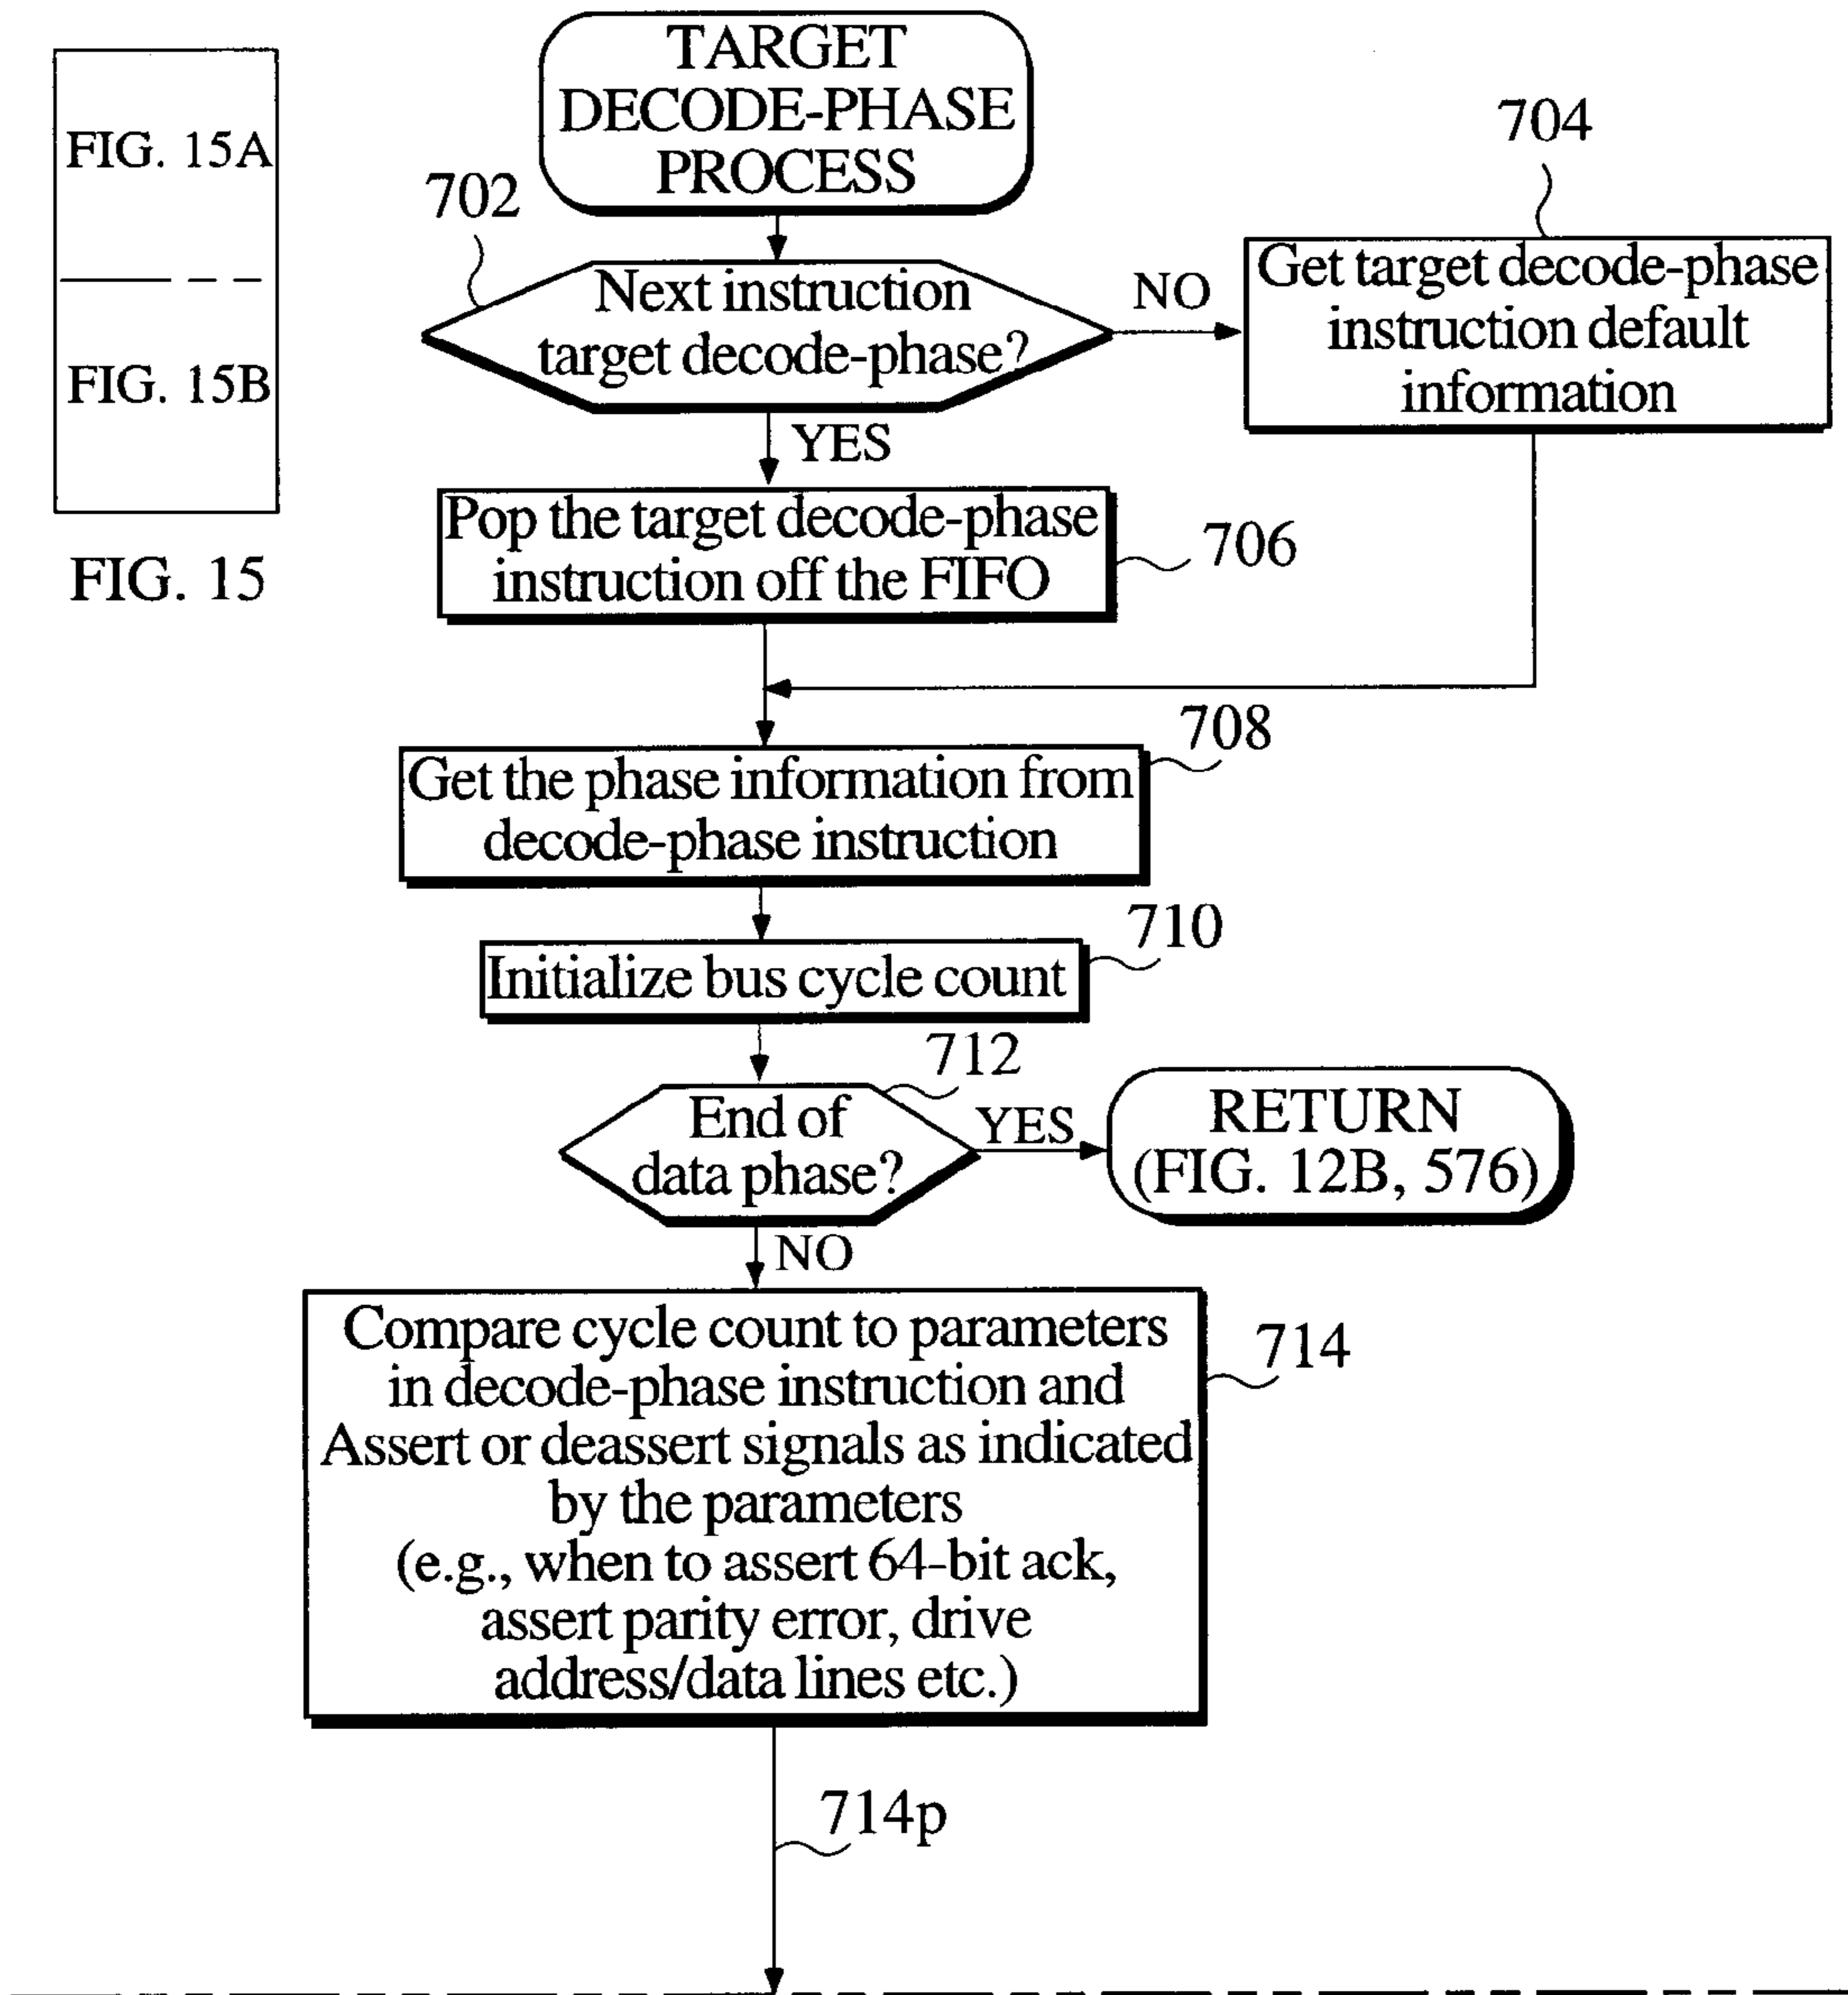 FIG. 15A
FIG. 15B
FIG. 15
TARGET
DECODE-PHASE
PROCESS
702
Next instruction
target decode-phase?
NO
704
Get target decode-phase
instruction default
information
YES
Pop the target decode-phase
instruction off the FIFO
706
708
Get the phase information from
decode-phase instruction
710
Initialize bus cycle count
712
End of
data phase?
YES
RETURN
(FIG. 12B, 576)
NO
Compare cycle count to parameters
in decode-phase instruction and
Assert or deassert signals as indicated
by the parameters
(e.g., when to assert 64-bit ack,
assert parity error, drive
address/data lines etc.)
714
714p